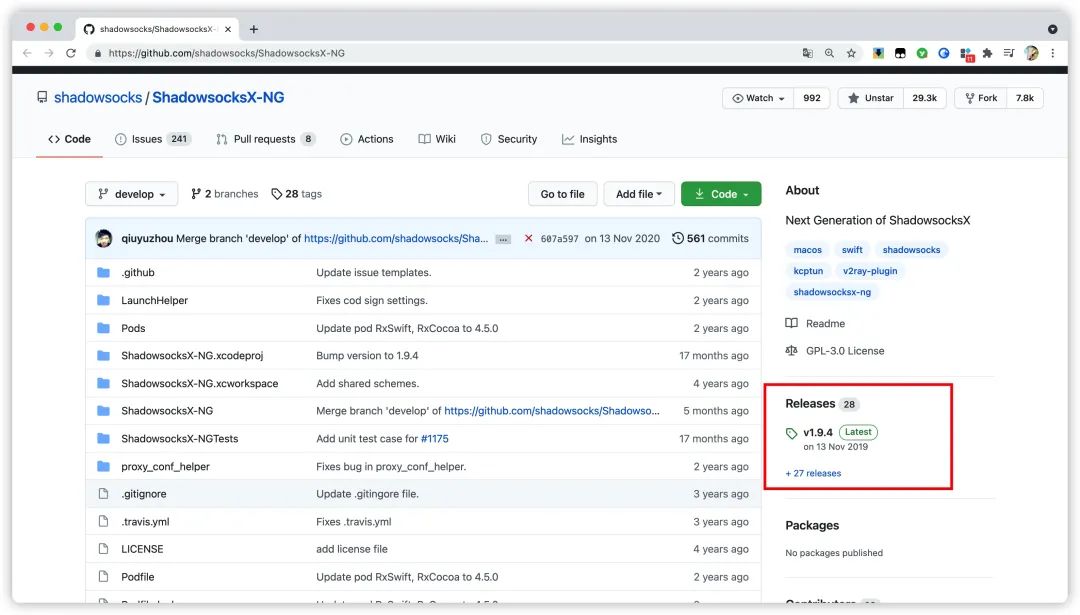 shadowsocks/ShadowsocksX-
https://github.com/shadowsocks/ShadowsocksX-NG
11
shadowsocks / ShadowsocksX-NG
Watch 992 Unstar 29.3k Fork 7.8k
Code Issues 241 Pull requests 8 Actions Wiki Security Insights
develop 2 branches 28 tags Go to file Add file Code
qiuyuzhou Merge branch 'develop' of https://github.com/shadowsocks/Sha... ... 607a597 on 13 Nov 2020 561 commits
.github Update issue templates. 2 years ago
LaunchHelper Fixes cod sign settings. 2 years ago
Pods Update pod RxSwift, RxCocoa to 4.5.0 2 years ago
ShadowsocksX-NG.xcodeproj Bump version to 1.9.4 17 months ago
ShadowsocksX-NG.xcworkspace Add shared schemes. 4 years ago
ShadowsocksX-NG Merge branch 'develop' of https://github.com/shadowsocks/Shadowso... 5 months ago
ShadowsocksX-NGTests Add unit test case for #1175 17 months ago
proxy_conf_helper Fixes bug in proxy_conf_helper. 2 years ago
.gitignore Update .gitingore file. 3 years ago
.travis.yml Fixes .travis.yml 3 years ago
LICENSE add license file 4 years ago
Podfile Update pod RxSwift, RxCocoa to 4.5.0 2 years ago
About
Next Generation of ShadowsocksX
macos swift shadowsocks
kcptun v2ray-plugin
shadowsocksx-ng
Readme
GPL-3.0 License
Releases 28
v1.9.4 Latest
on 13 Nov 2019
+ 27 releases
Packages
No packages published